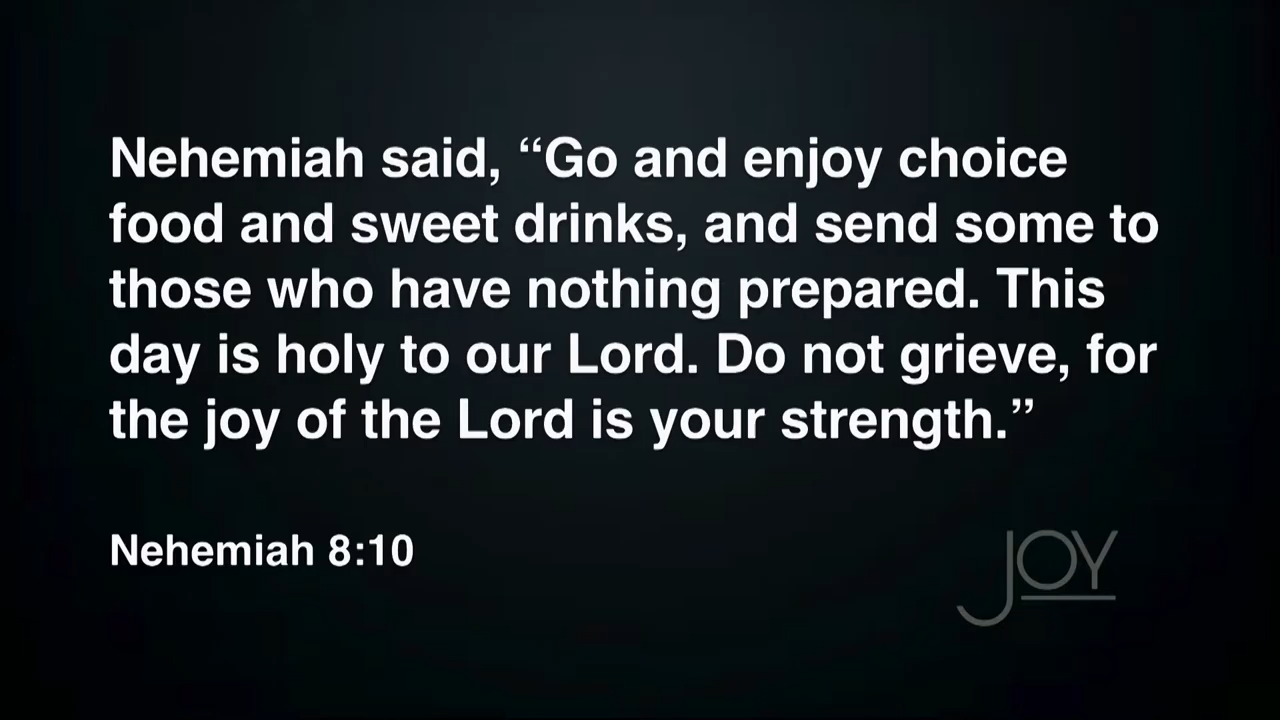 Nehemiah said, “Go and enjoy choice
food and sweet drinks, and send some to
those who have nothing prepared. This
day is holy to our Lord. Do not grieve, for
the joy of the Lord is your strength.”
Nehemiah 8:10
JOY